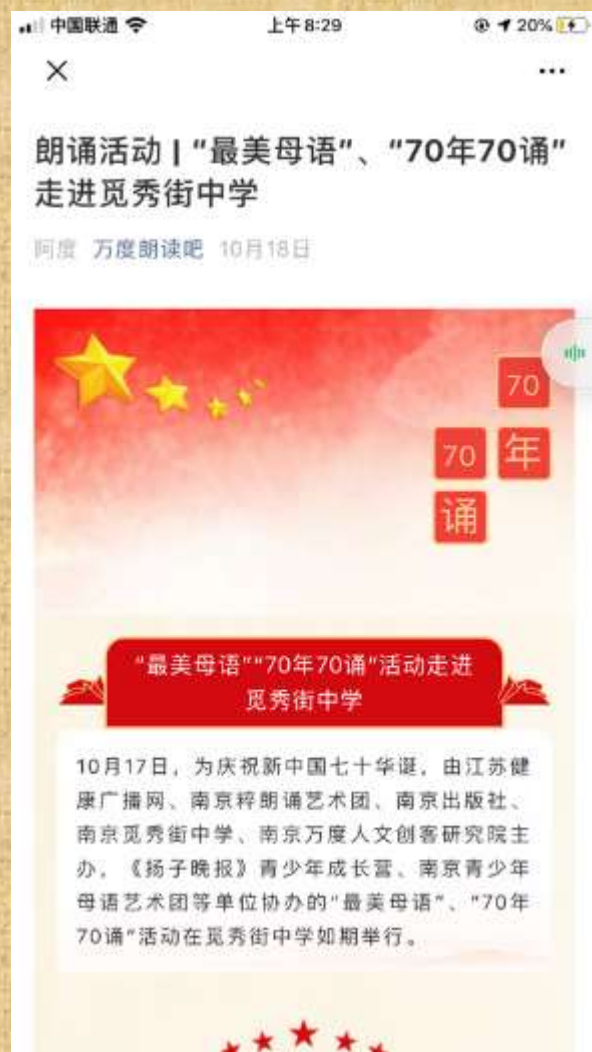 中国联通 上午8:29 20%
朗诵活动 | “最美母语”、“70年70诵”
走进觅秀街中学
阿度 万度朗读吧 10月18日
70
70 年
诵
“最美母语”“70年70诵”活动走进
觅秀街中学
10月17日，为庆祝新中国七十华诞，由江苏健
康广播网、南京粹朗诵艺术团、南京出版社、
南京觅秀街中学、南京万度人文创客研究院主
办，《扬子晚报》青少年成长营、南京青少年
母语艺术团等单位协办的“最美母语”、“70年
70诵”活动在觅秀街中学如期举行。